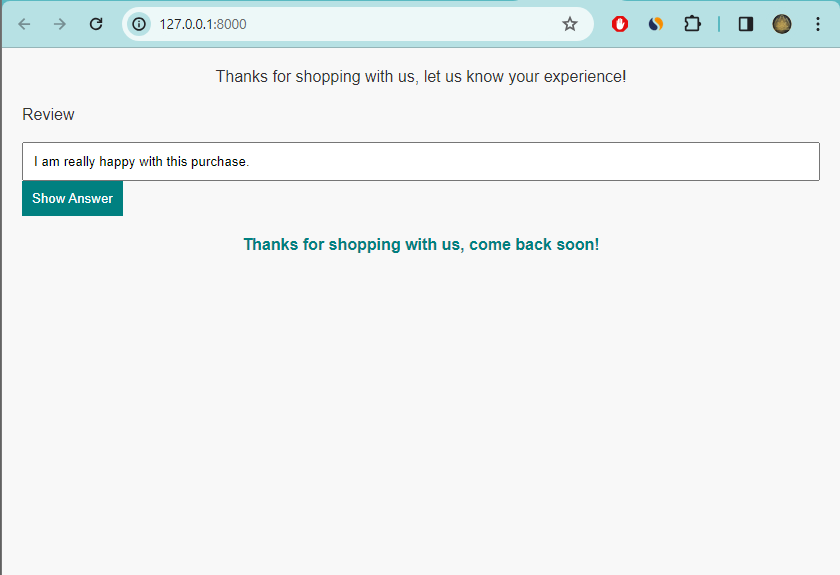 127.0.0.1:8000
Thanks for shopping with us, let us know your experience!
Review
I am really happy with this purchase.
Show Answer
Thanks for shopping with us, come back soon!